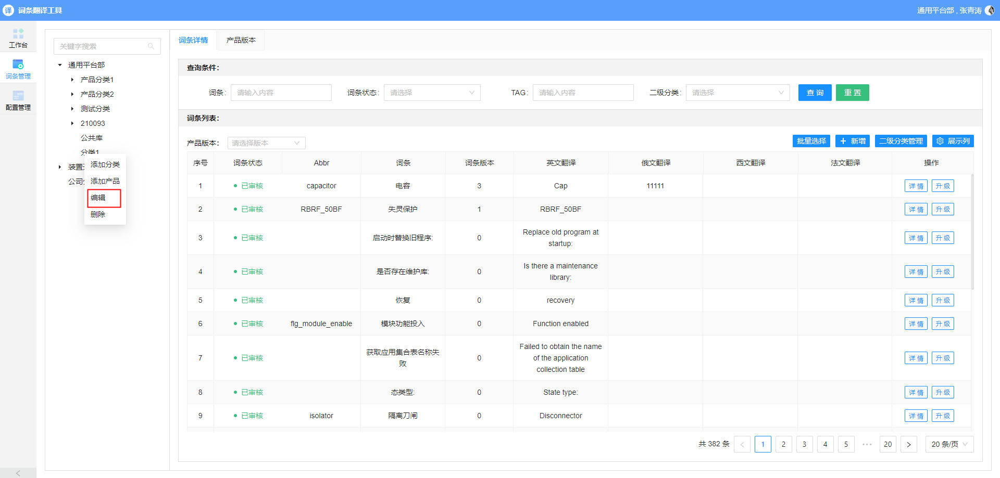 译 词条翻译工具
通用平台部 , 张青涛
工作台
词条管理
配置管理
关键字搜索
通用平台部
产品分类1
产品分类2
测试分类
210093
公共库
分类1
装置
公司
添加分类
添加产品
编辑
删除
词条详情 产品版本
查询条件：
词条： 请输入内容 词条状态： 请选择 TAG： 请输入内容 二级分类： 请选择 查 询 重 置
词条列表：
产品版本： 请选择版本 批量选择 新增 二级分类管理 展示列
序号 词条状态 Abbr 词条 词条版本 英文翻译 俄文翻译 西文翻译 法文翻译 操作
1 已审核 capacitor 电容 3 Cap 11111 详 情 升 级
2 已审核 RBRF_50BF 失灵保护 1 RBRF_50BF 详 情 升 级
3 已审核 启动时替换旧程序: 0 Replace old program at
startup: 详 情 升 级
4 已审核 是否存在维护库: 0 Is there a maintenance
library: 详 情 升 级
5 已审核 恢复 0 recovery 详 情 升 级
6 已审核 flg_module_enable 模块功能投入 0 Function enabled 详 情 升 级
7 已审核 获取应用集合表名称失
败 0 Failed to obtain the name
of the application
collection table 详 情 升 级
8 已审核 态类型: 0 State type: 详 情 升 级
9 已审核 isolator 隔离刀闸 0 Disconnector 详 情 升 级
共 382 条 < 1 2 3 4 5 ••• 20 > 20 条/页